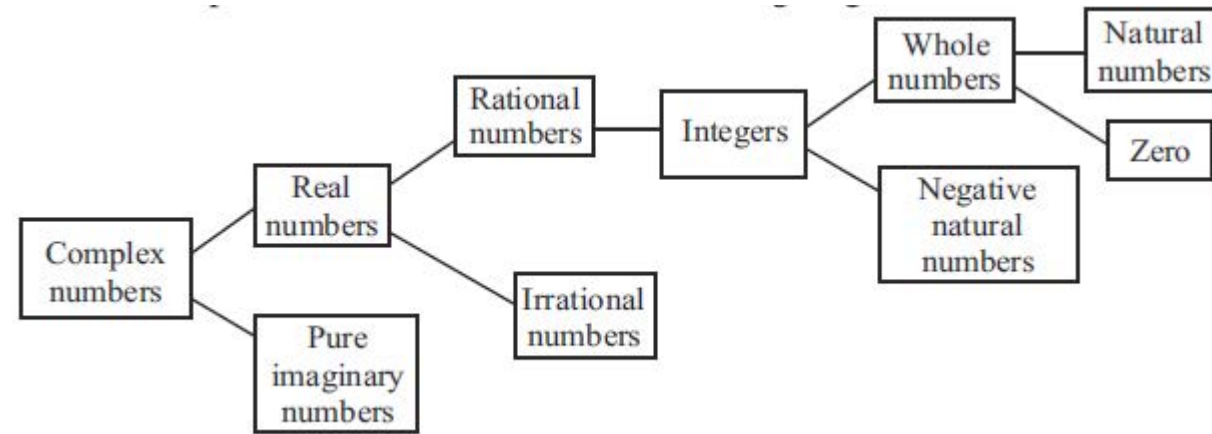 Complex
numbers
Real
numbers
Pure
imaginary
numbers
Rational
numbers
Irrational
numbers
Integers
Whole
numbers
Negative
natural
numbers
Natural
numbers
Zero